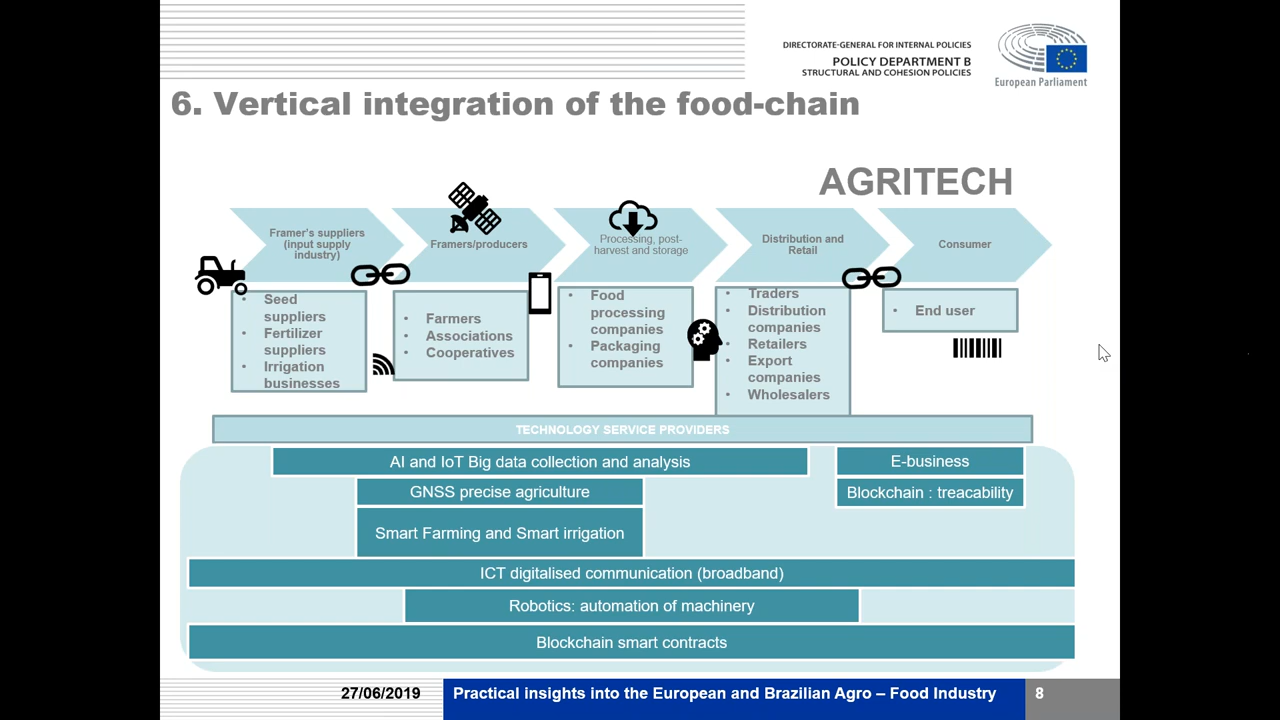 DIRECTORATE-GENERAL FOR INTERNAL POLICIES
POLICY DEPARTMENT B
STRUCTURAL AND COHESION POLICIES
European Parliament
6. Vertical integration of the food-chain
AGRITECH
Framer's suppliers
(input supply
industry)
Framers/producers
Processing, post-
harvest and storage
Distribution and
Retail
Consumer
• Seed
suppliers
• Fertilizer
suppliers
• Irrigation
businesses
• Farmers
• Associations
• Cooperatives
• Food
processing
companies
• Packaging
companies
• Traders
• Distribution
companies
• Retailers
• Export
companies
• Wholesalers
• End user
TECHNOLOGY SERVICE PROVIDERS
AI and IoT Big data collection and analysis
E-business
GNSS precise agriculture
Blockchain : treacability
Smart Farming and Smart irrigation
ICT digitalised communication (broadband)
Robotics: automation of machinery
Blockchain smart contracts
27/06/2019
Practical insights into the European and Brazilian Agro – Food Industry
8